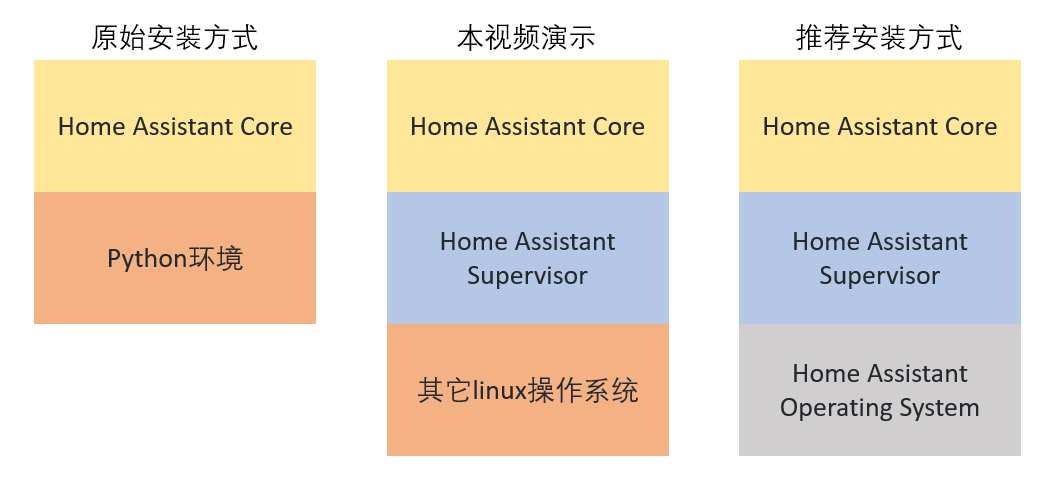 原始安装方式
Home Assistant Core
Python环境
本视频演示
Home Assistant Core
Home Assistant
Supervisor
其它linux操作系统
推荐安装方式
Home Assistant Core
Home Assistant
Supervisor
Home Assistant
Operating System